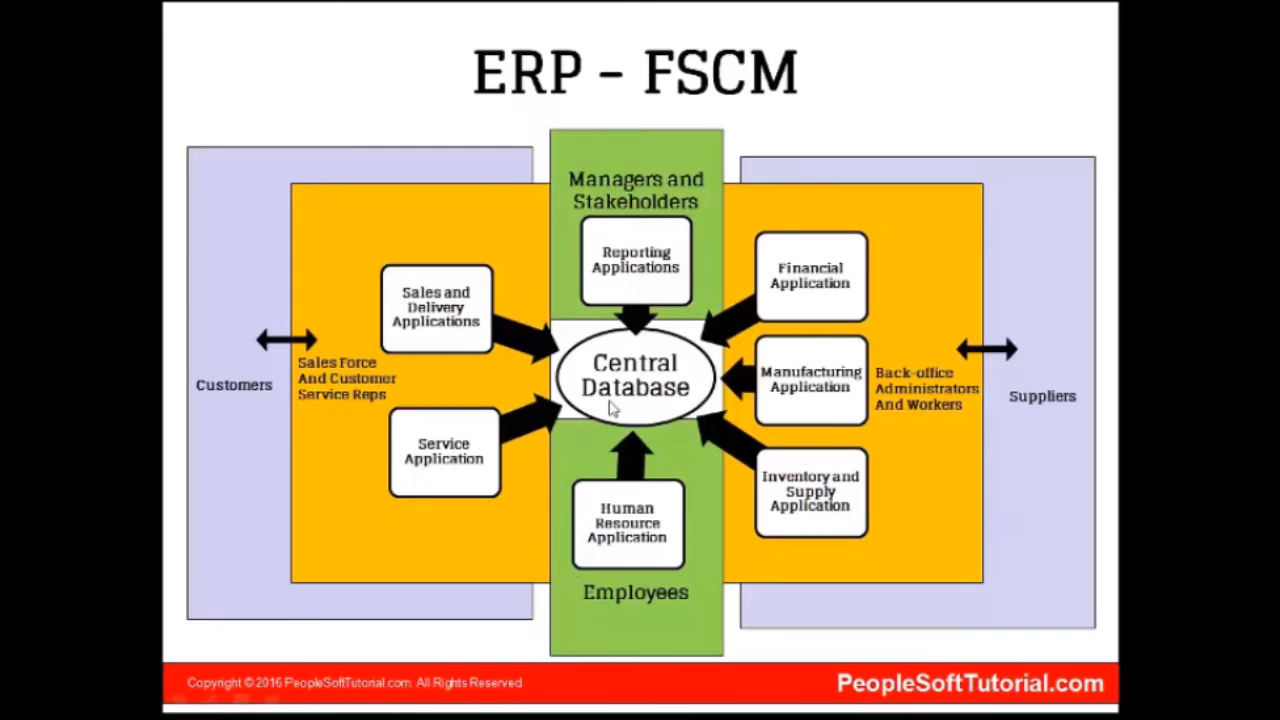 ERP - FSCM
Managers and
Stakeholders
Reporting
Applications
Financial
Application
Sales and
Delivery
Applications
Central
Database
Manufacturing
Application
Sales Force
And Customer
Service Reps
Customers
Back-office
Administrators
And Workers
Suppliers
Service
Application
Inventory and
Supply
Application
Human
Resource
Application
Employees
Copyright © 2016 PeopleSoftTutorial.com. All Rights Reserved
PeopleSoftTutorial.com